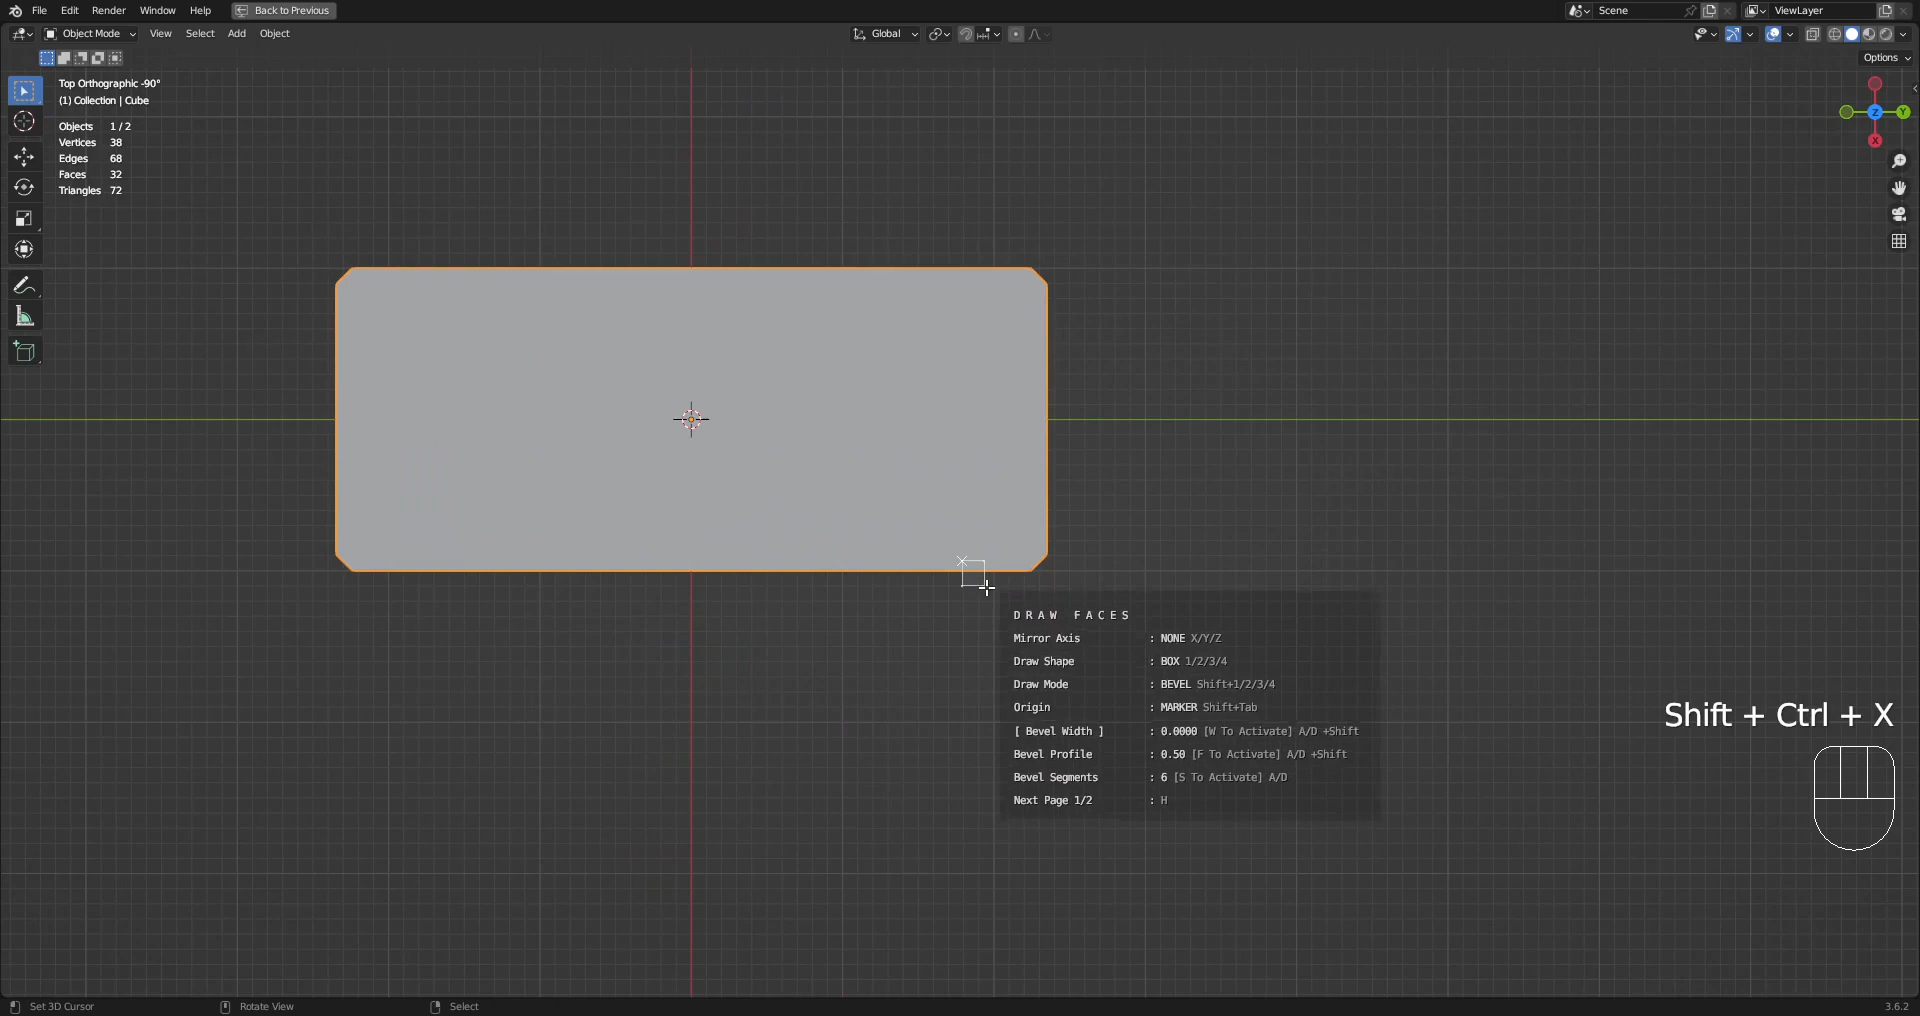 File Edit Render Window Help Back to Previous Scene ViewLayer
Object Mode View Select Add Object Global
Options
Top Orthographic -90°
(1) Collection | Cube
Objects 1 / 2
Vertices 38
Edges 68
Faces 32
Triangles 72
Z Y
X
DRAW FACES
Mirror Axis : NONE X/Y/Z
Draw Shape : BOX 1/2/3/4
Draw Mode : BEVEL Shift+1/2/3/4
Origin : MARKER Shift+Tab
[ Bevel Width ] : 0.0000 [W To Activate] A/D +Shift
Bevel Profile : 0.50 [F To Activate] A/D +Shift
Bevel Segments : 6 [S To Activate] A/D
Next Page 1/2 : H
Shift + Ctrl + X
Set 3D Cursor Rotate View Select 3.6.2